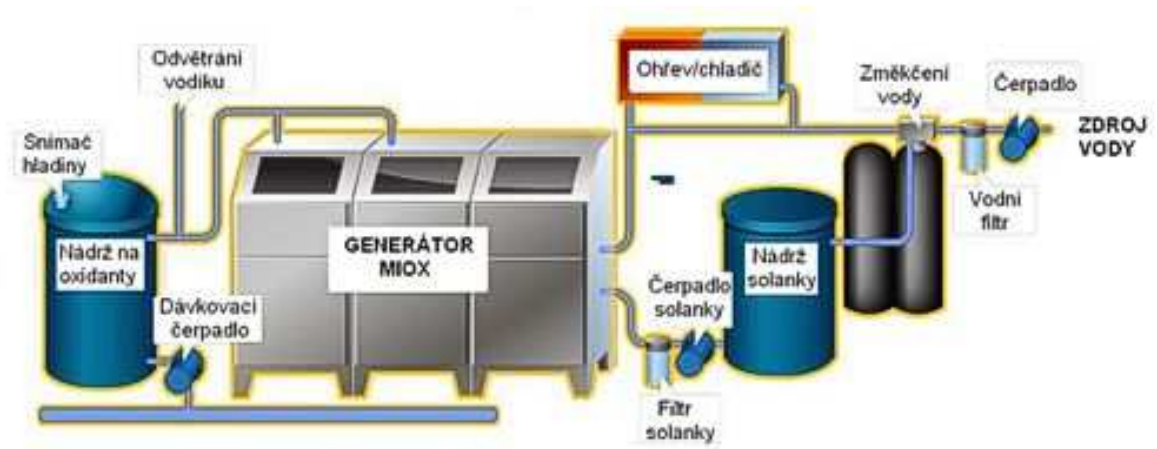 Odvětrání
vodíku
Snímač
hladiny
Nádrž na
oxidanty
Dávkovací
čerpadlo
GENERÁTOR
MIOX
Ohřev/chladič
Změkčení
vody
Čerpadlo
ZDROJ
VODY
Vodní
filtr
Nádrž
solanky
Čerpadlo
solanky
Filtr
solanky